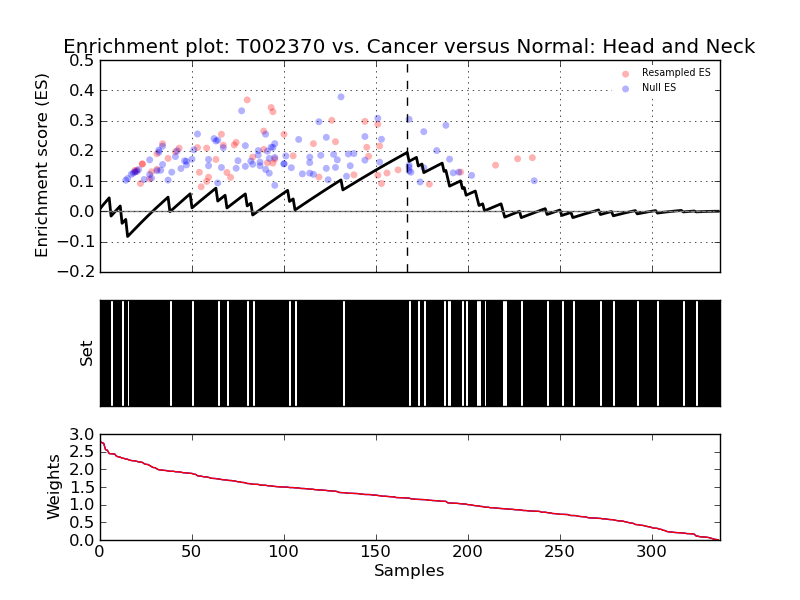 Enrichment plot: T002370 vs. Cancer versus Normal: Head and Neck
Enrichment score (ES)
0.5
0.4
0.3
0.2
0.1
0.0
−0.1
−0.2
Resampled ES
Null ES
Set
Weights
3.0
2.5
2.0
1.5
1.0
0.5
0.0
0 50 100 150 200 250 300
Samples